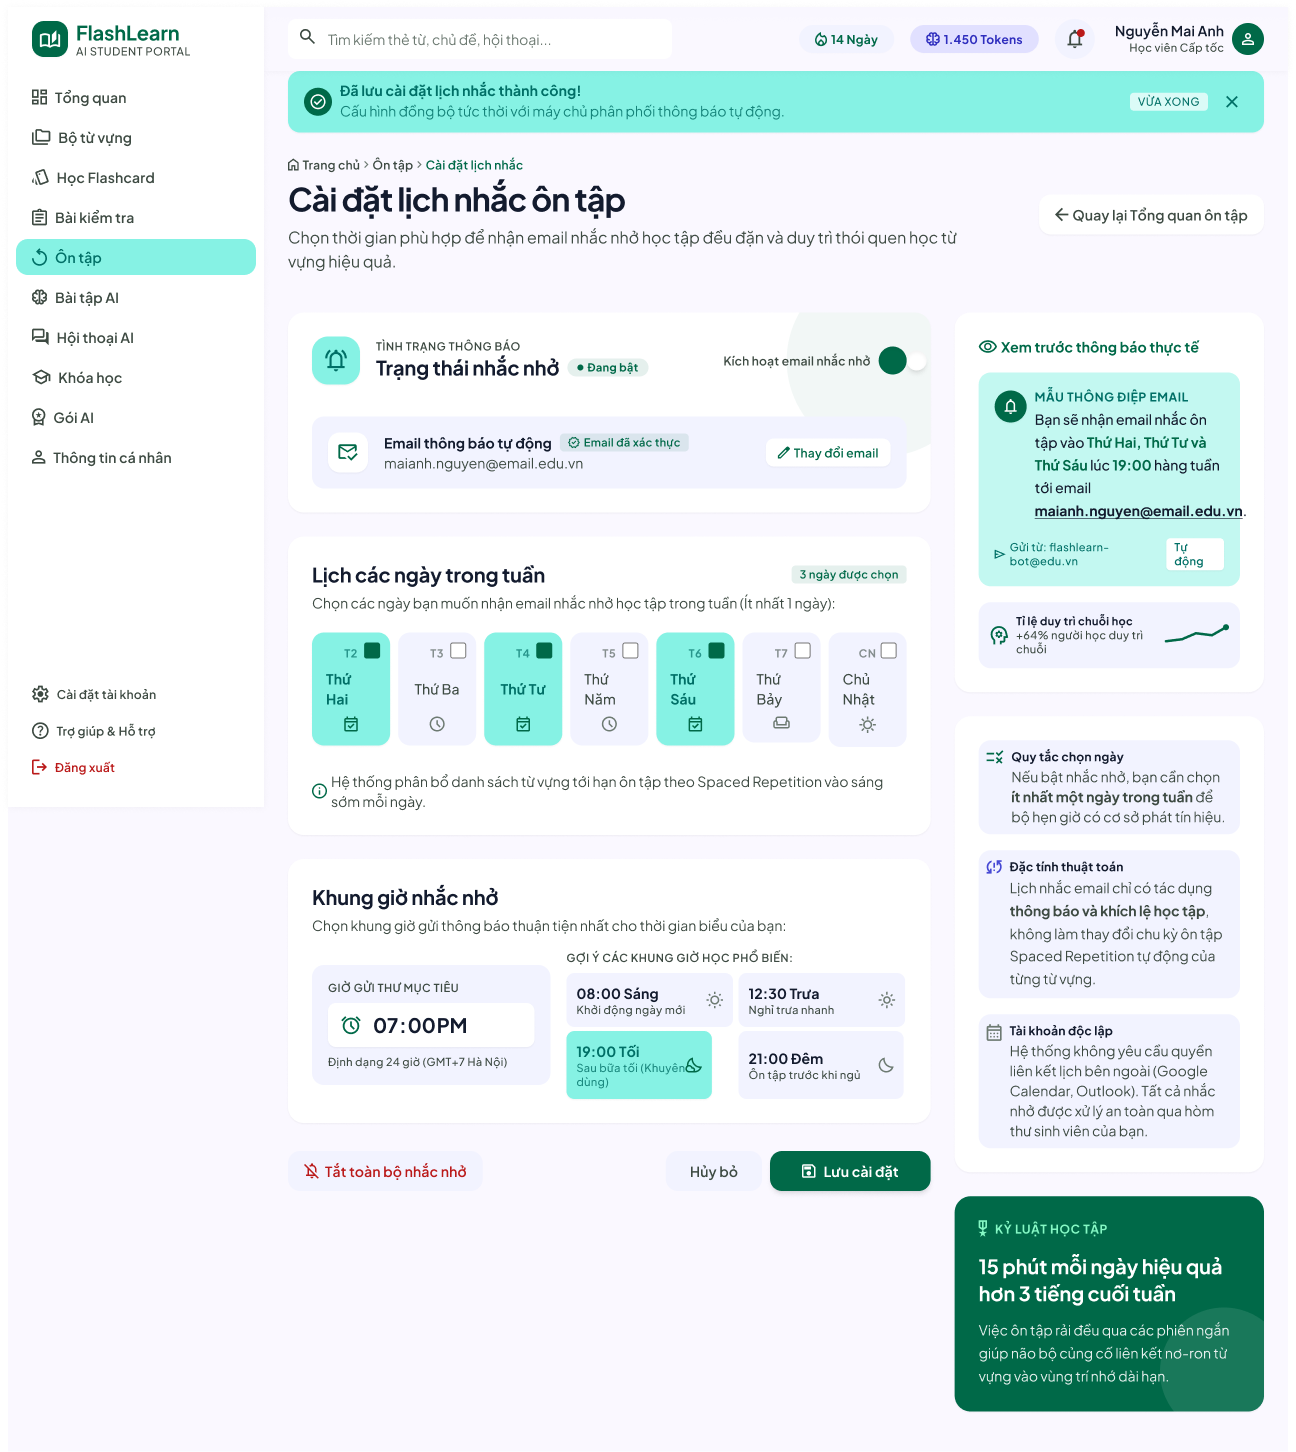 FlashLearn
AI STUDENT PORTAL
Tổng quan
Bộ từ vựng
Học Flashcard
Bài kiểm tra
Ôn tập
Bài tập AI
Hội thoại AI
Khóa học
Gói AI
Thông tin cá nhân
Cài đặt tài khoản
Trợ giúp & Hỗ trợ
Đăng xuất
Tìm kiếm thẻ từ, chủ đề, hội thoại...
14 Ngày
1.450 Tokens
Nguyễn Mai Anh
Học viên Cấp tốc
Đã lưu cài đặt lịch nhắc thành công!
Cấu hình đồng bộ tức thời với máy chủ phân phối thông báo tự động.
VỪA XONG
Trang chủ > Ôn tập > Cài đặt lịch nhắc
Cài đặt lịch nhắc ôn tập
Chọn thời gian phù hợp để nhận email nhắc nhở học tập đều đặn và duy trì thói quen học từ
vựng hiệu quả.
Quay lại Tổng quan ôn tập
TÌNH TRẠNG THÔNG BÁO
Trạng thái nhắc nhở
Đang bật
Kích hoạt email nhắc nhở
Email thông báo tự động
Email đã xác thực
maianh.nguyen@email.edu.vn
Thay đổi email
Lịch các ngày trong tuần
3 ngày được chọn
Chọn các ngày bạn muốn nhận email nhắc nhở học tập trong tuần (Ít nhất 1 ngày):
T2
Thứ
Hai
T3
Thứ Ba
T4
Thứ Tư
T5
Thứ
Năm
T6
Thứ
Sáu
T7
Thứ
Bảy
CN
Chủ
Nhật
Hệ thống phân bổ danh sách từ vựng tới hạn ôn tập theo Spaced Repetition vào sáng
sớm mỗi ngày.
Khung giờ nhắc nhở
Chọn khung giờ gửi thông báo thuận tiện nhất cho thời gian biểu của bạn:
GIỜ GỬI THƯ MỤC TIÊU
07:00PM
Định dạng 24 giờ (GMT+7 Hà Nội)
GỢI Ý CÁC KHUNG GIỜ HỌC PHỔ BIẾN:
08:00 Sáng
Khởi động ngày mới
12:30 Trưa
Nghỉ trưa nhanh
19:00 Tối
Sau bữa tối (Khuyên
dùng)
21:00 Đêm
Ôn tập trước khi ngủ
Tắt toàn bộ nhắc nhở
Hủy bỏ
Lưu cài đặt
Xem trước thông báo thực tế
MẪU THÔNG ĐIỆP EMAIL
Bạn sẽ nhận email nhắc ôn
tập vào Thứ Hai, Thứ Tư và
Thứ Sáu lúc 19:00 hàng tuần
tới email
maianh.nguyen@email.edu.vn.
Gửi từ: flashlearn-
bot@edu.vn
Tự
động
Tỉ lệ duy trì chuỗi học
+64% người học duy trì
chuỗi
Quy tắc chọn ngày
Nếu bật nhắc nhở, bạn cần chọn
ít nhất một ngày trong tuần để
bộ hẹn giờ có cơ sở phát tín hiệu.
Đặc tính thuật toán
Lịch nhắc email chỉ có tác dụng
thông báo và khích lệ học tập,
không làm thay đổi chu kỳ ôn tập
Spaced Repetition tự động của
từng từ vựng.
Tài khoản độc lập
Hệ thống không yêu cầu quyền
liên kết lịch bên ngoài (Google
Calendar, Outlook). Tất cả nhắc
nhở được xử lý an toàn qua hòm
thư sinh viên của bạn.
KỶ LUẬT HỌC TẬP
15 phút mỗi ngày hiệu quả
hơn 3 tiếng cuối tuần
Việc ôn tập rải đều qua các phiên ngắn
giúp não bộ củng cố liên kết nơ-ron từ
vựng vào vùng trí nhớ dài hạn.